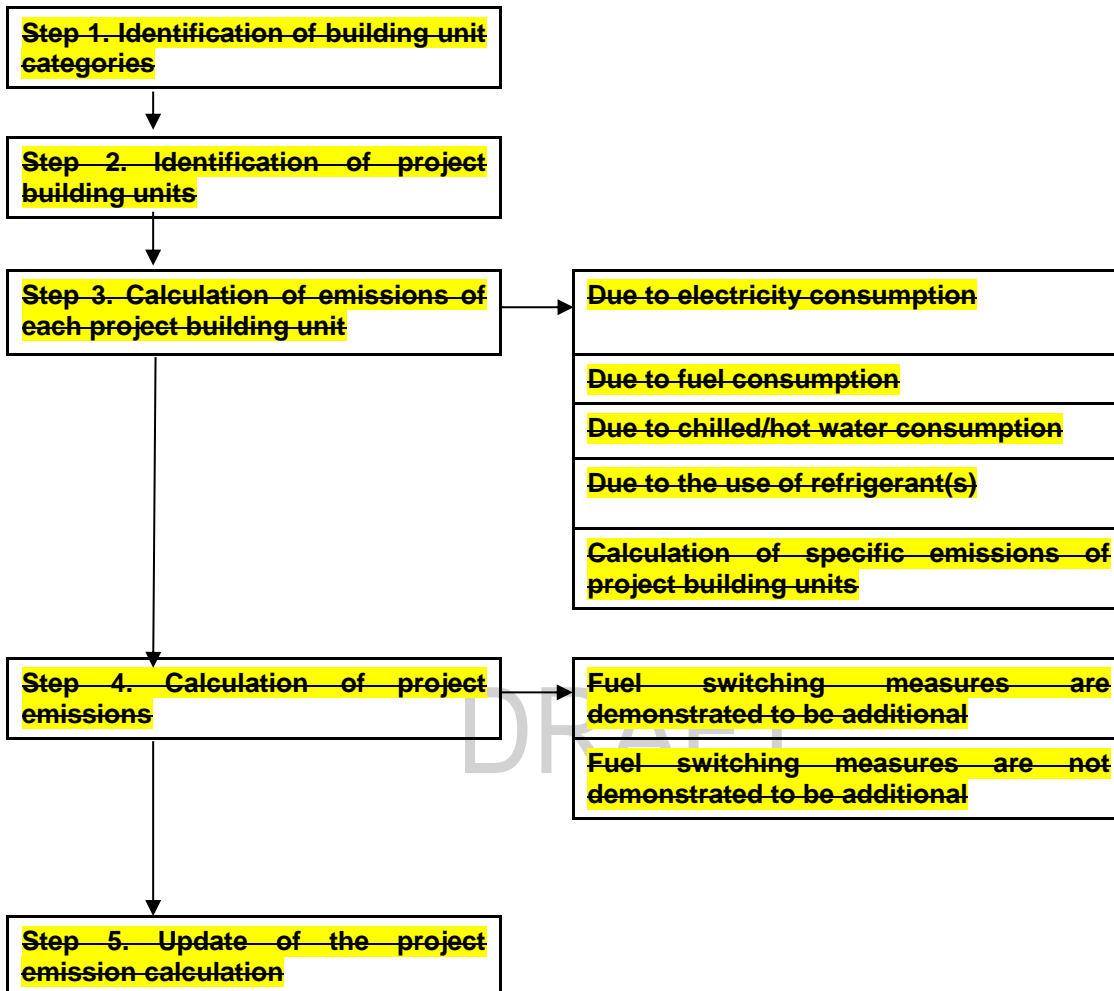 Step 1. Identification of building unit
categories
Step 2. Identification of project
building units
Step 3. Calculation of emissions of
each project building unit
Due to electricity consumption
Due to fuel consumption
Due to chilled/hot water consumption
Due to the use of refrigerant(s)
Calculation of specific emissions of
project building units
Step 4. Calculation of project
emissions
Fuel switching measures are
demonstrated to be additional
Fuel switching measures are not
demonstrated to be additional
DRAFT
Step 5. Update of the project
emission calculation